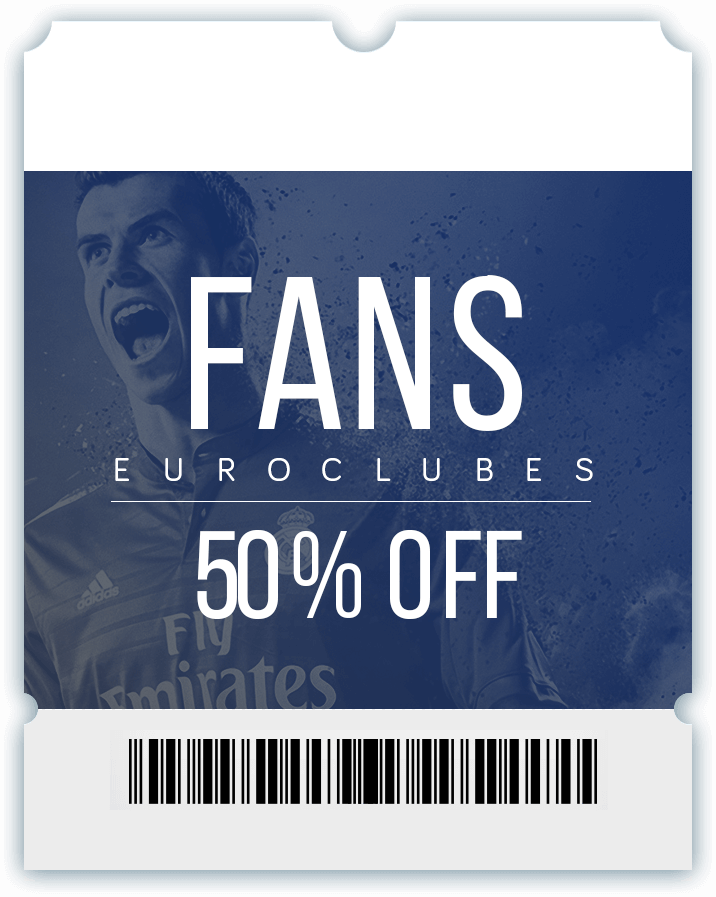 FANS
EUROCLUBES
50% OFF
adidas
Fly
Emirates